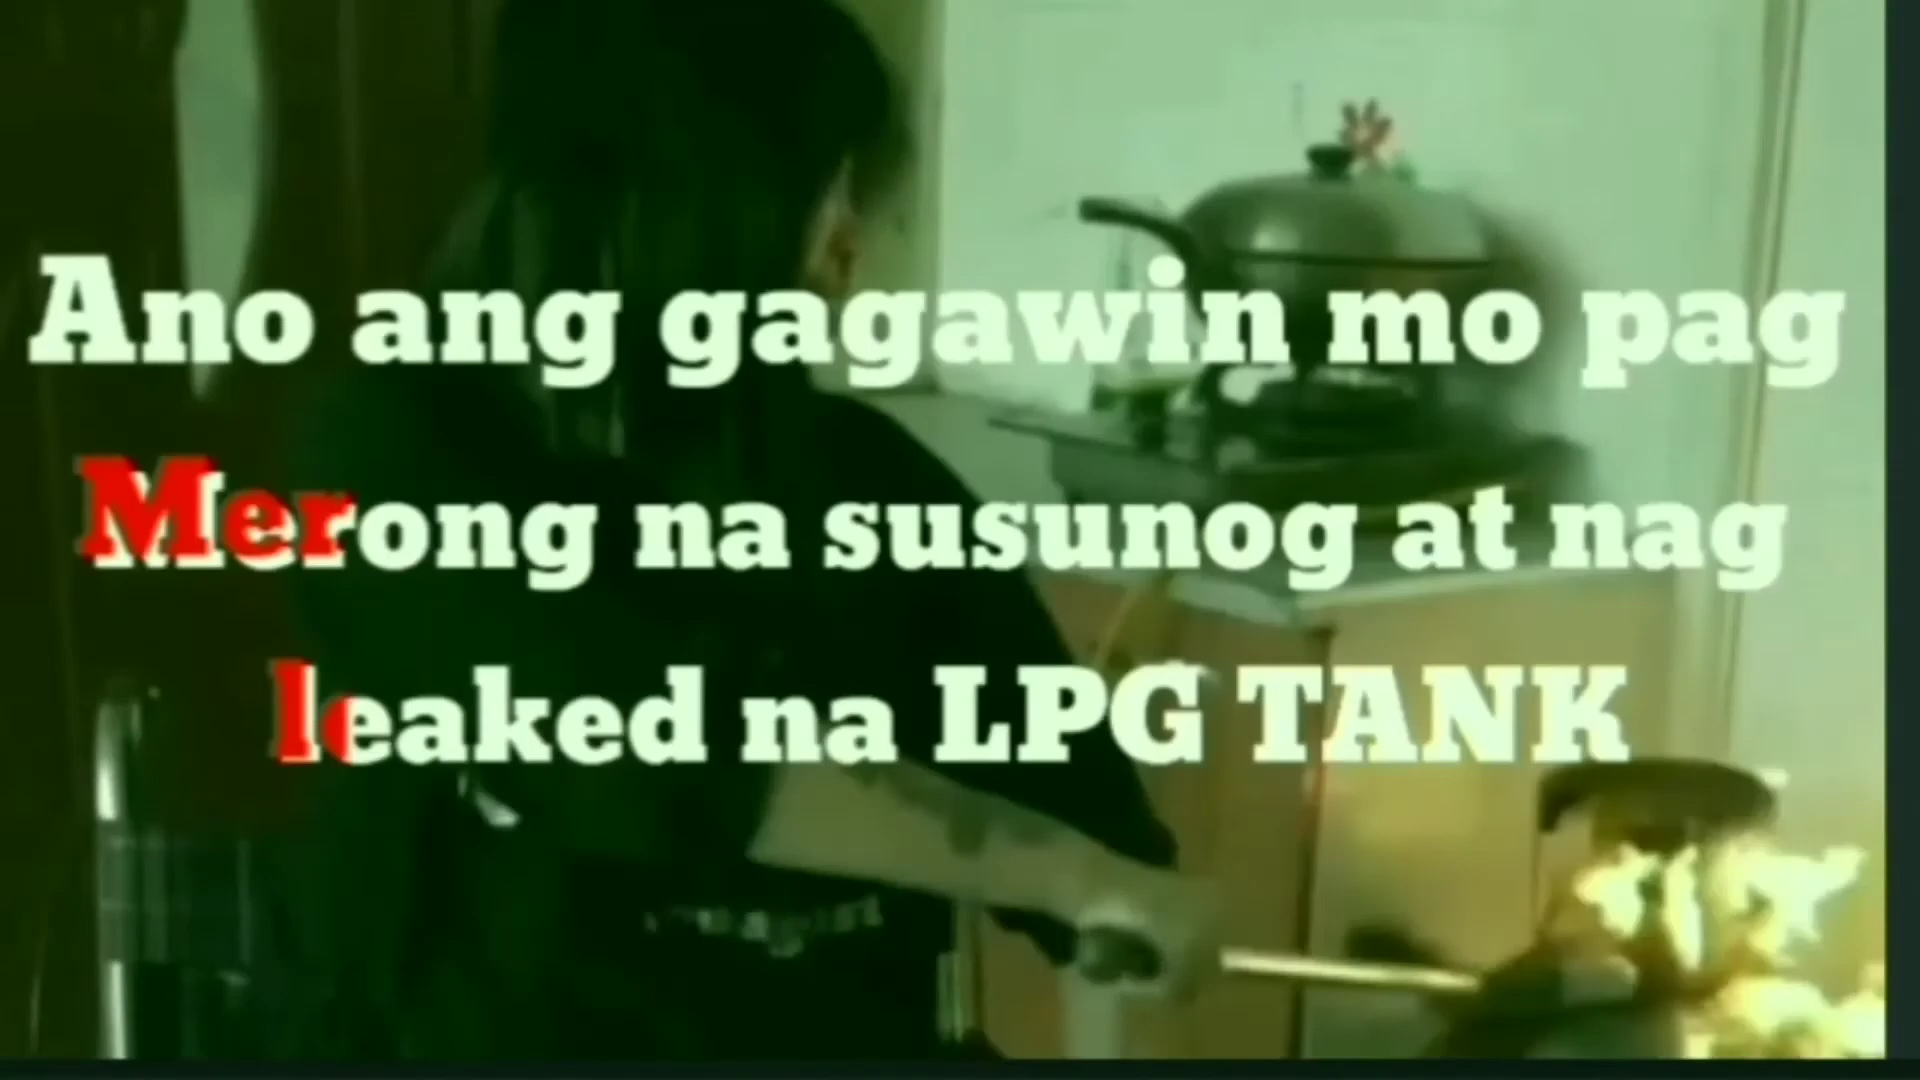 Ano ang gagawin mo pag
Merong na susunog at nag
leaked na LPG TANK